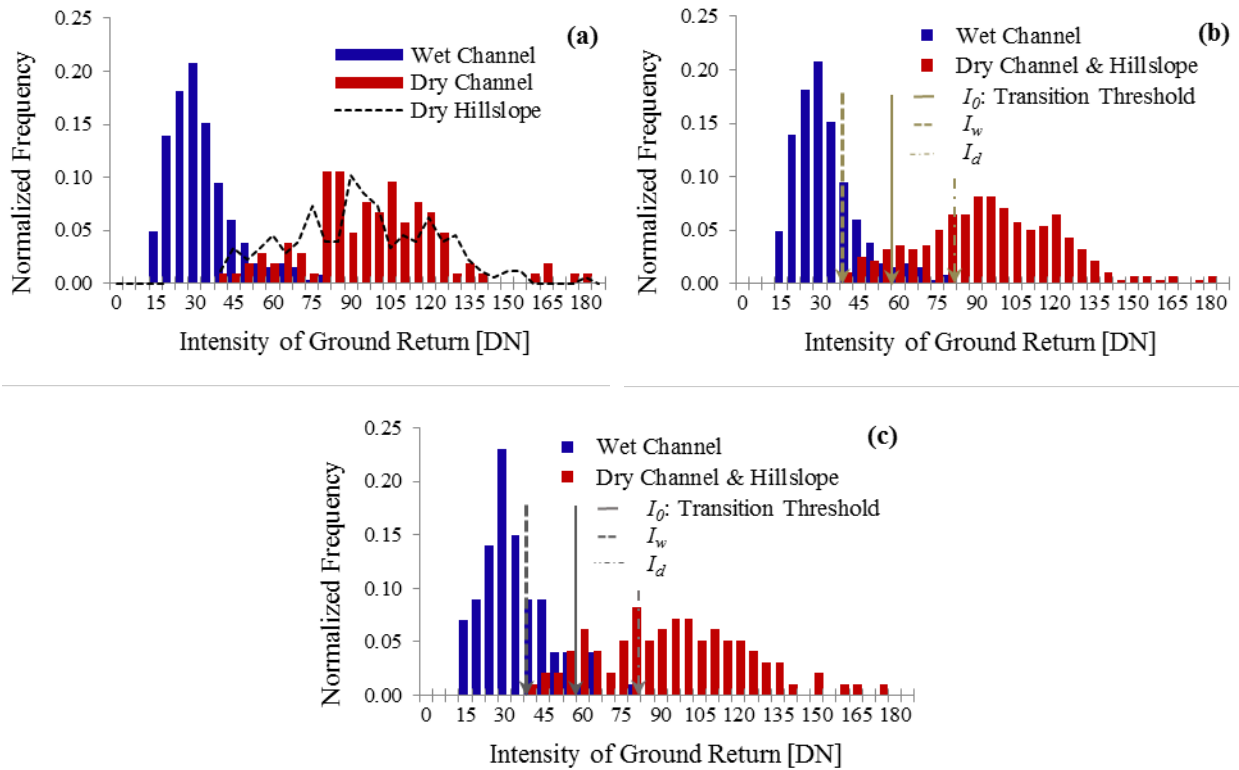 (a)
Normalized Frequency
0.25
0.20
0.15
0.10
0.05
0.00
Wet Channel
Dry Channel
Dry Hillslope
0 15 30 45 60 75 90 105 120 135 150 165 180
Intensity of Ground Return [DN]
(b)
Normalized Frequency
0.25
0.20
0.15
0.10
0.05
0.00
Wet Channel
Dry Channel & Hillslope
I0: Transition Threshold
Iw
Id
0 15 30 45 60 75 90 105 120 135 150 165 180
Intensity of Ground Return [DN]
(c)
Normalized Frequency
0.25
0.20
0.15
0.10
0.05
0.00
Wet Channel
Dry Channel & Hillslope
I0: Transition Threshold
Iw
Id
0 15 30 45 60 75 90 105 120 135 150 165 180
Intensity of Ground Return [DN]